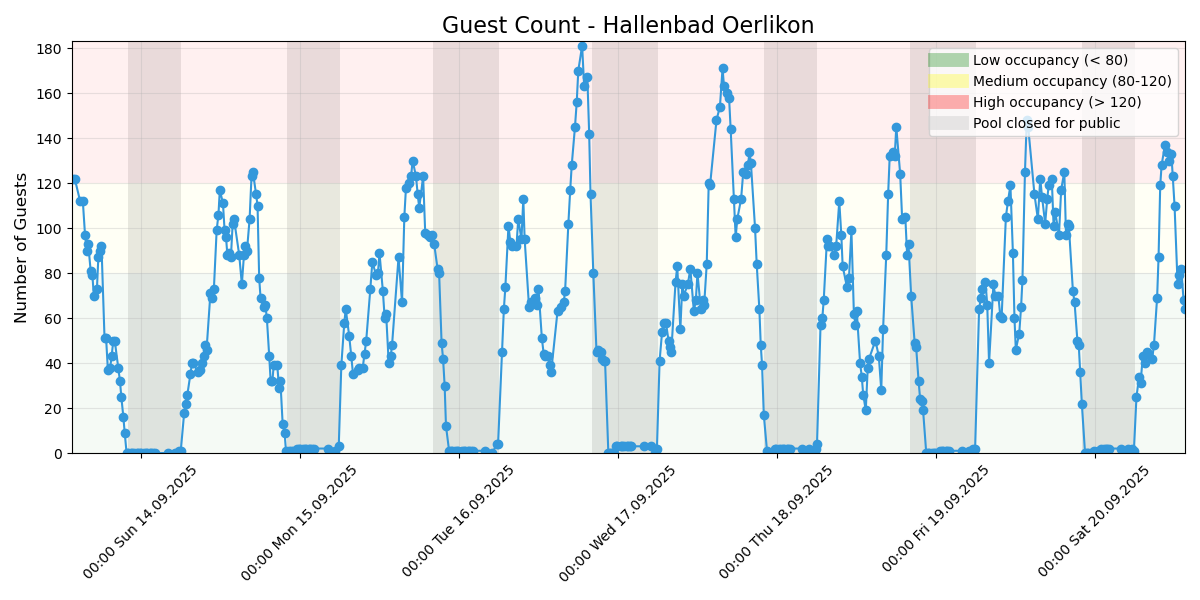 Guest Count - Hallenbad Oerlikon
Low occupancy (< 80)
Medium occupancy (80-120)
High occupancy (> 120)
Pool closed for public
Number of Guests
180
160
140
120
100
80
60
40
20
0
00:00 Sun 14.09.2025
00:00 Mon 15.09.2025
00:00 Tue 16.09.2025
00:00 Wed 17.09.2025
00:00 Thu 18.09.2025
00:00 Fri 19.09.2025
00:00 Sat 20.09.2025